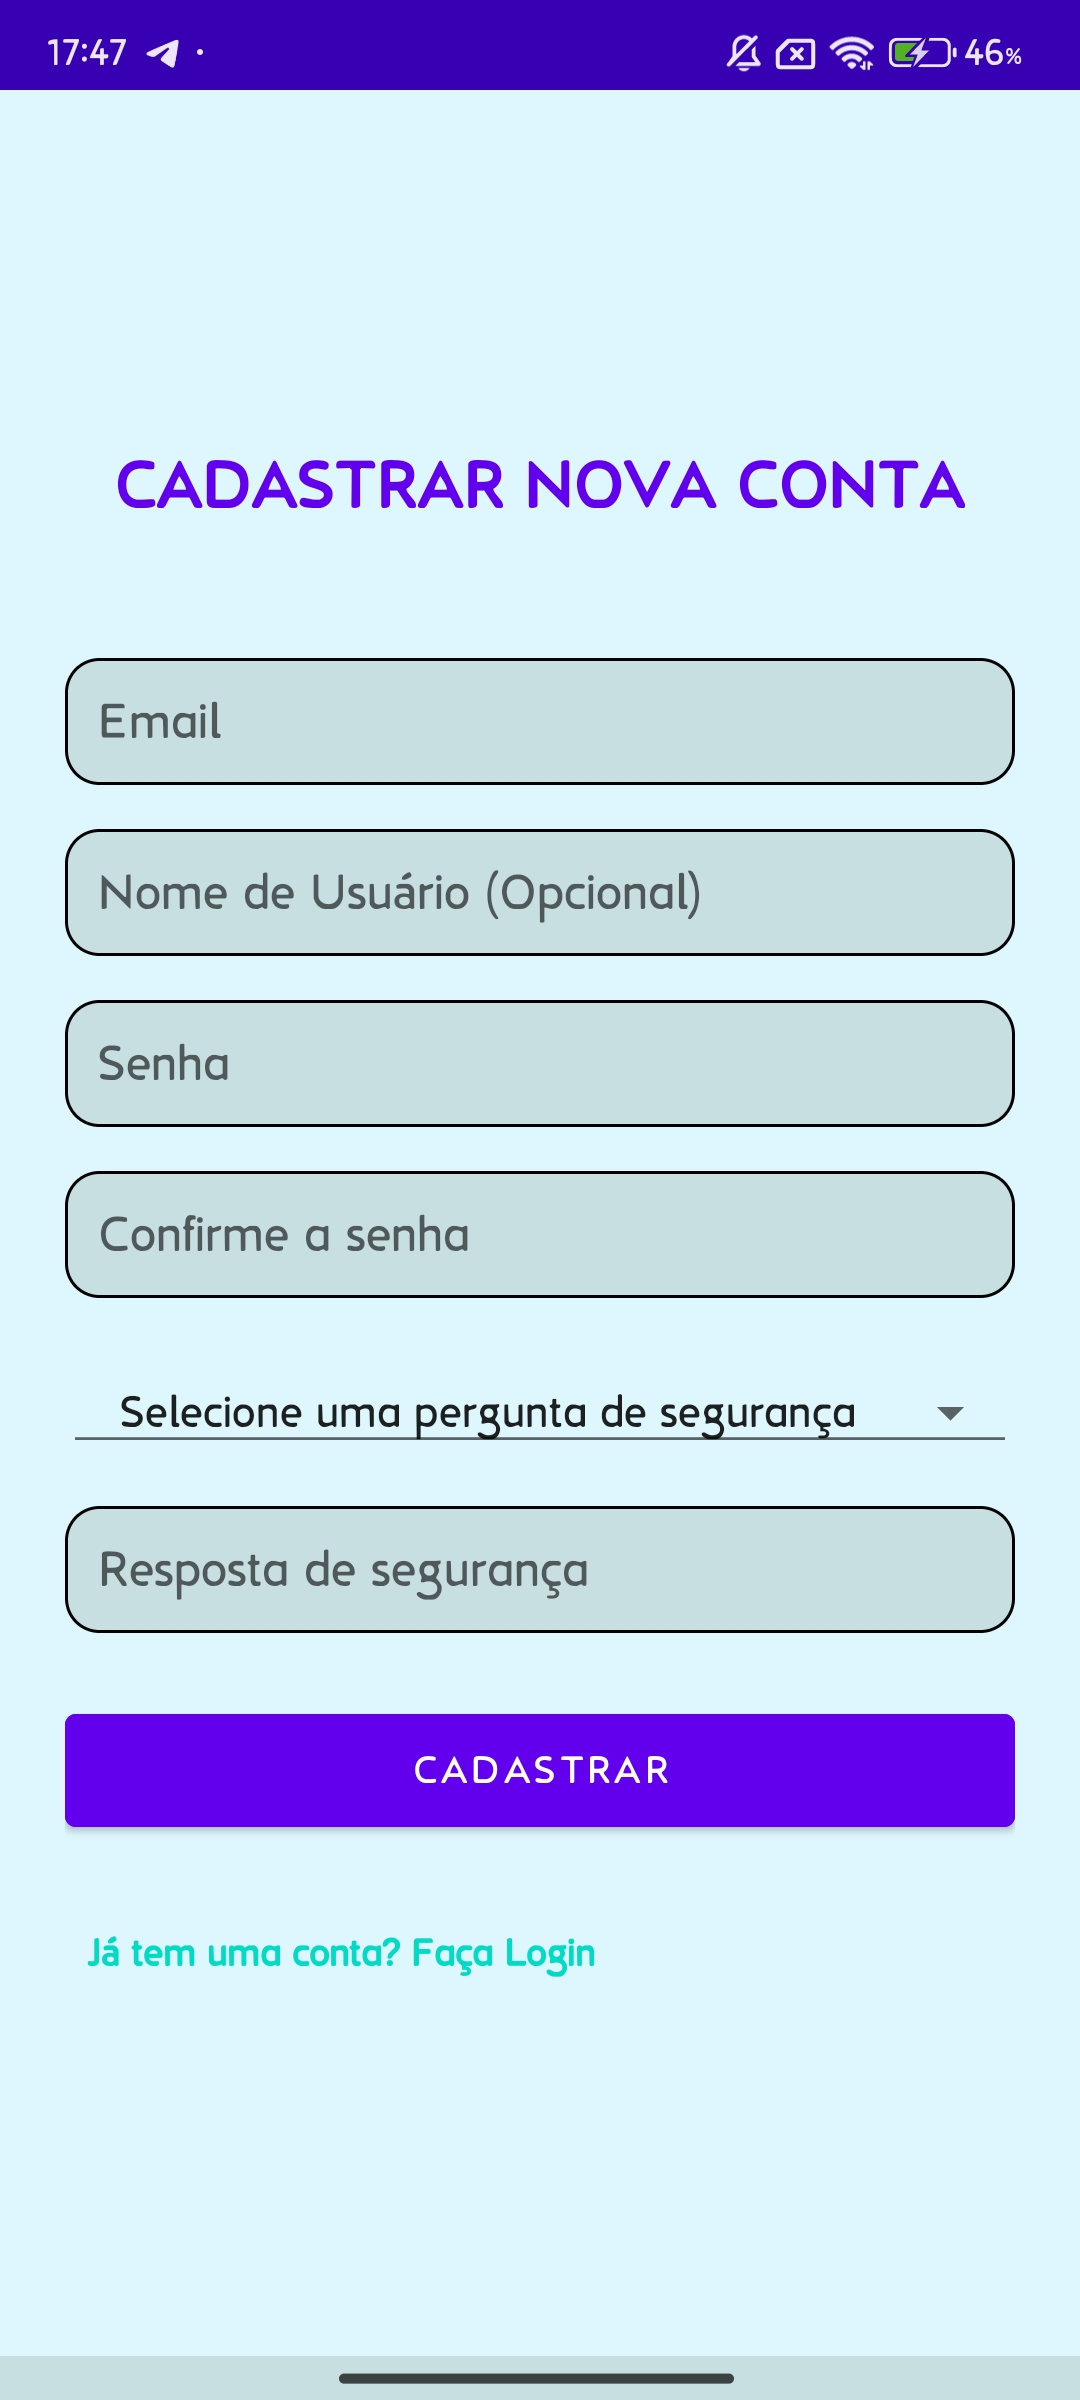 17:47
46%
CADASTRAR NOVA CONTA
Email
Nome de Usuário (Opcional)
Senha
Confirme a senha
Selecione uma pergunta de segurança
Resposta de segurança
CADASTRAR
Já tem uma conta? Faça Login